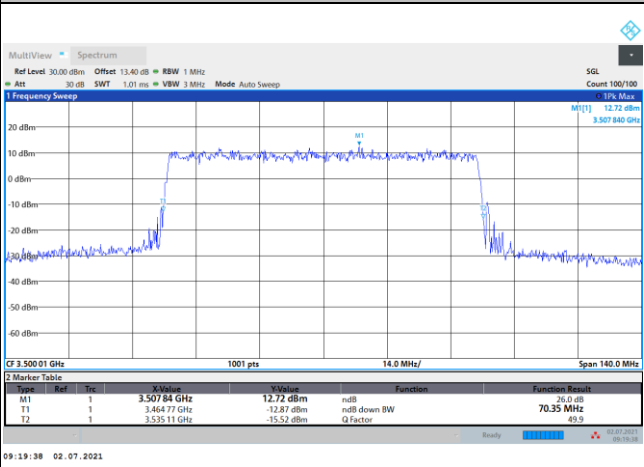 MultiView Spectrum
Ref Level 30.00 dBm Offset 13.40 dB RBW 1 MHz SGL
Att 30 dB SWT 1.01 ms VBW 3 MHz Mode Auto Sweep Count 100/100
1 Frequency Sweep 1Pk Max
M1[1] 12.72 dBm
3.507 840 GHz
M1
20 dBm
10 dBm
0 dBm
T1 T2
-10 dBm
-20 dBm
-30 dBm
-40 dBm
-50 dBm
-60 dBm
CF 3.500 01 GHz 1001 pts 14.0 MHz/ Span 140.0 MHz
2 Marker Table
Type Ref Trc X-Value Y-Value Function Function Result
M1 1 3.507 84 GHz 12.72 dBm ndB 26.0 dB
T1 1 3.464 77 GHz -12.87 dBm ndB down BW 70.35 MHz
T2 1 3.535 11 GHz -15.52 dBm Q Factor 49.9
Ready 02.07.2021
09:19:38
09:19:38 02.07.2021